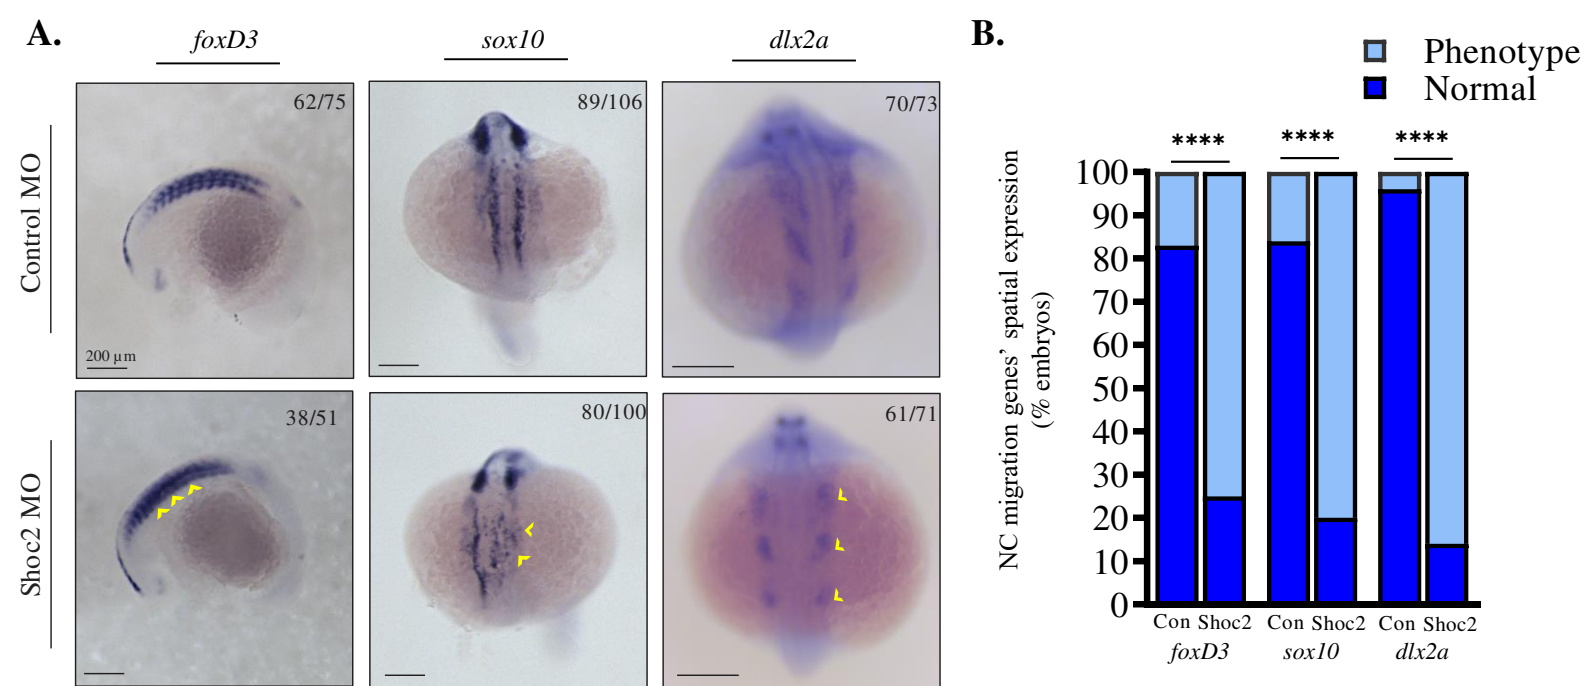 A.
foxD3
sox10
dlx2a
Control MO
62/75
89/106
70/73
200 µm
Shoc2 MO
38/51
80/100
61/71
B.
Phenotype
Normal
**** **** ****
NC migration genes’ spatial expression
(% embryos)
100
90
80
70
60
50
40
30
20
10
0
Con Shoc2 Con Shoc2 Con Shoc2
foxD3 sox10 dlx2a